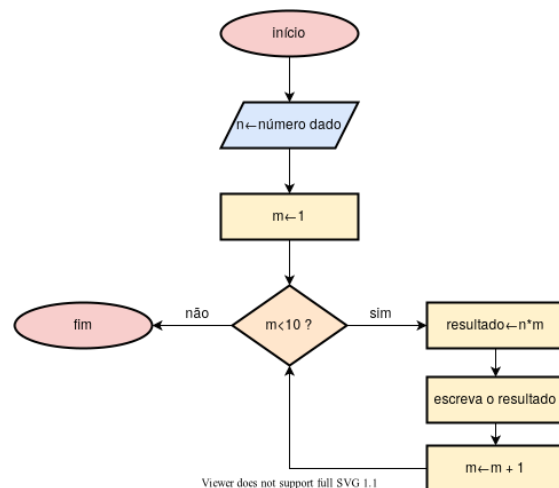 início
n←número dado
m←1
fim
não
m<10 ?
sim
resultado←n*m
escreva o resultado
m←m + 1
Viewer does not support full SVG 1.1